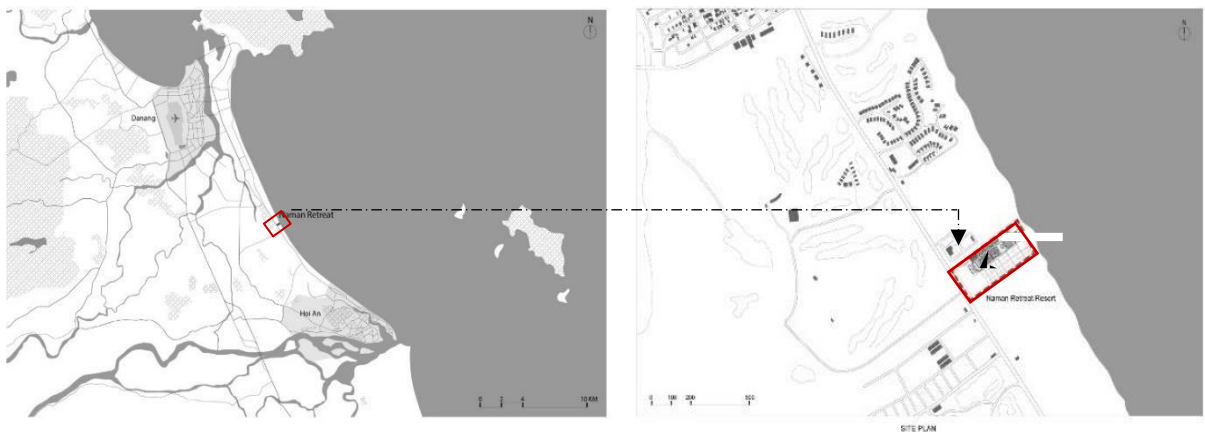 N
Danang
Naman Retreat
Hoi An
0 2 4 10 KM
N
Naman Retreat Resort
0 100 200 500
SITE PLAN